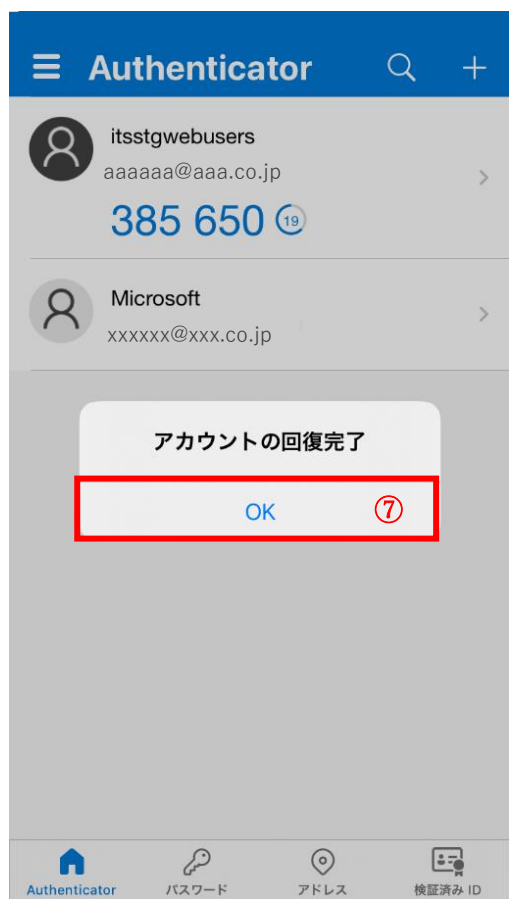 Authenticator
itsstgwebusers
aaaaaa@aaa.co.jp
385 650 19
Microsoft
xxxxxx@xxx.co.jp
アカウントの回復完了
OK ⑦
Authenticator パスワード アドレス 検証済み ID